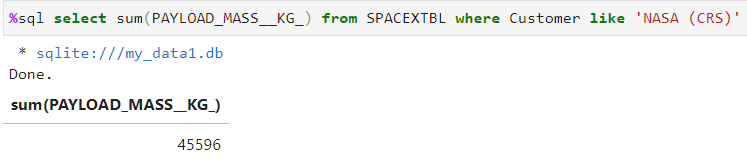 %sql select sum(PAYLOAD_MASS__KG_) from SPACEXTBL where Customer like 'NASA (CRS)'
* sqlite:///my_data1.db
Done.
sum(PAYLOAD_MASS__KG_)
45596